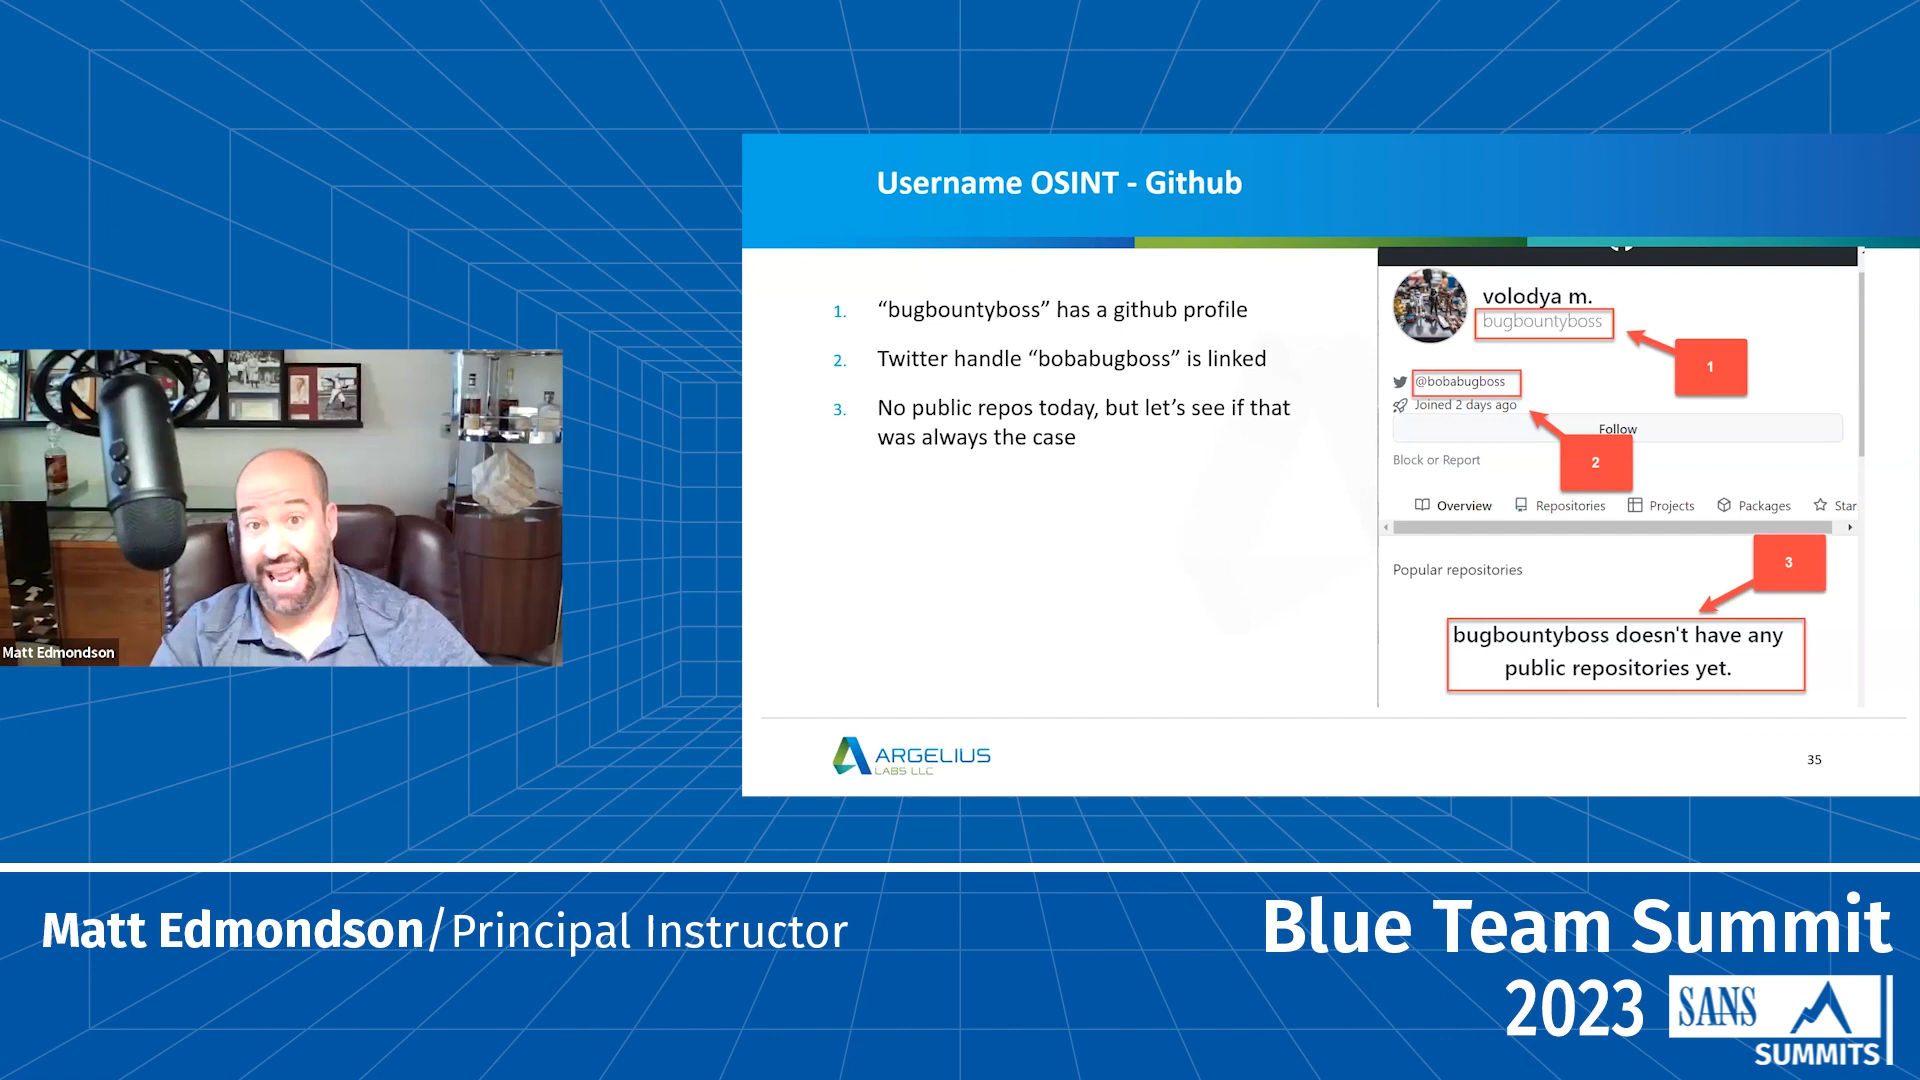 Username OSINT - Github
1. “bugbountyboss” has a github profile
2. Twitter handle “bobabugboss” is linked
3. No public repos today, but let’s see if that
was always the case
volodya m.
bugbountyboss
1
@bobabugboss
Joined 2 days ago
Follow
2
Block or Report
Overview
Repositories
Projects
Packages
Star
3
Popular repositories
bugbountyboss doesn't have any
public repositories yet.
ARGELIUS
LABS LLC
35
Matt Edmondson
Matt Edmondson/Principal Instructor
Blue Team Summit
2023
SANS
SUMMITS